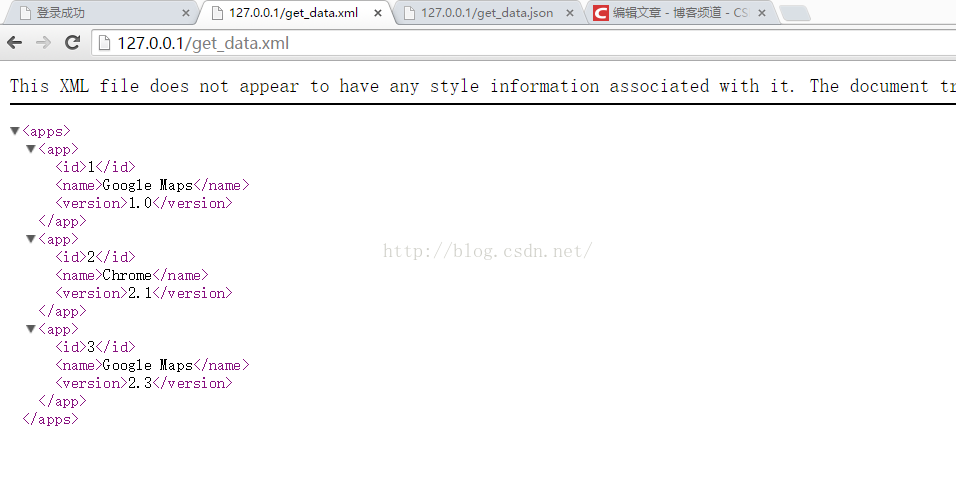 登录成功
127.0.0.1/get_data.xml
127.0.0.1/get_data.json
编辑文章 - 博客频道 - CS
127.0.0.1/get_data.xml
This XML file does not appear to have any style information associated with it. The document tr
<apps>
<app>
<id>1</id>
<name>Google Maps</name>
<version>1.0</version>
</app>
<app>
<id>2</id>
<name>Chrome</name>
<version>2.1</version>
</app>
<app>
<id>3</id>
<name>Google Maps</name>
<version>2.3</version>
</app>
</apps>
http://blog.csdn.net/